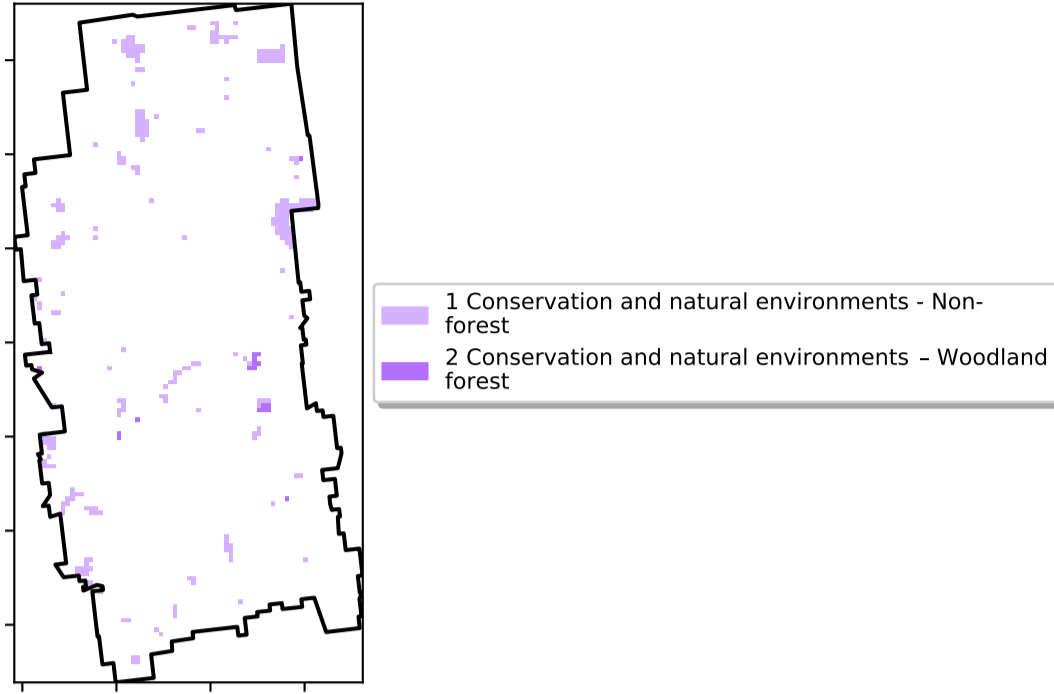 1 Conservation and natural environments - Non-
forest
2 Conservation and natural environments – Woodland
forest